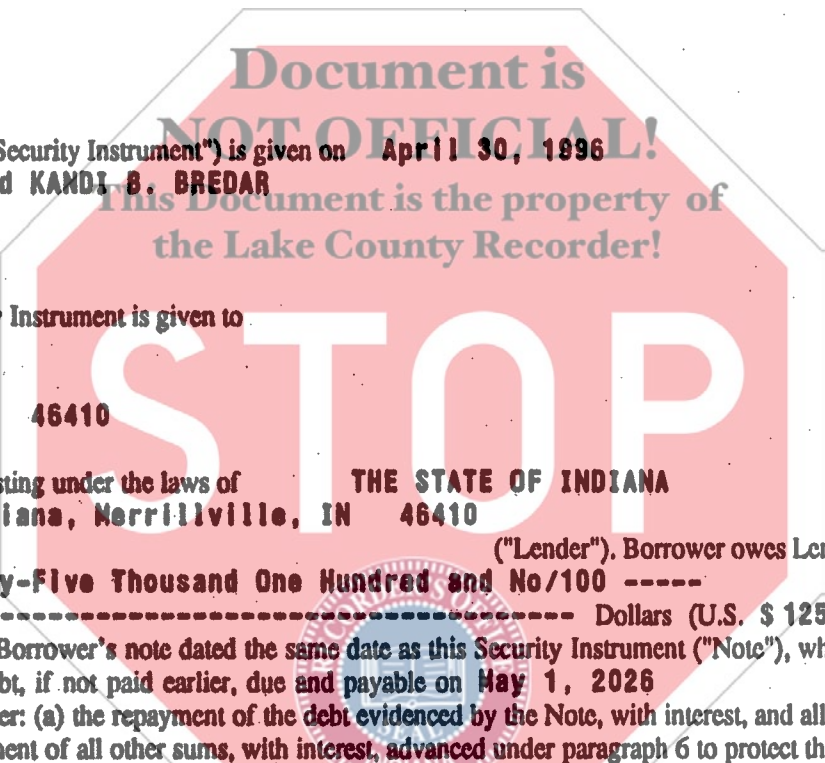 Document is
NOT OFFICIAL!
Security Instrument") is given on April 30, 1996
d KANDI B. BREDAR
This Document is the property of
the Lake County Recorder!
Instrument is given to
STOP
46410
sting under the laws of THE STATE OF INDIANA
iana, Merrillville, IN 46410
("Lender"). Borrower owes Len
y-Five Thousand One Hundred and No/100 -----
------------------------------------ Dollars (U.S. $ 125
Borrower's note dated the same date as this Security Instrument ("Note"), wh
bt, if not paid earlier, due and payable on May 1, 2026
er: (a) the repayment of the debt evidenced by the Note, with interest, and all
ment of all other sums, with interest, advanced under paragraph 6 to protect th
RECORDER'S OFFICE
SEAL